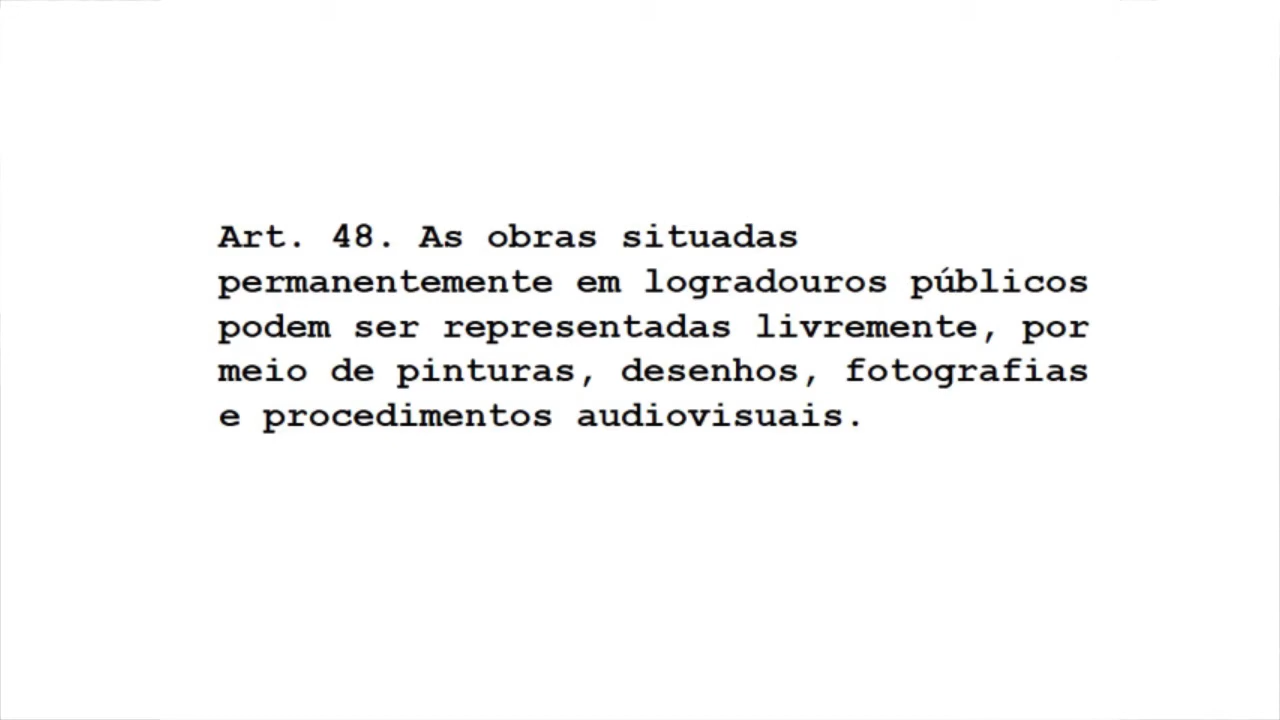 Art. 48. As obras situadas
permanentemente em logradouros públicos
podem ser representadas livremente, por
meio de pinturas, desenhos, fotografias
e procedimentos audiovisuais.